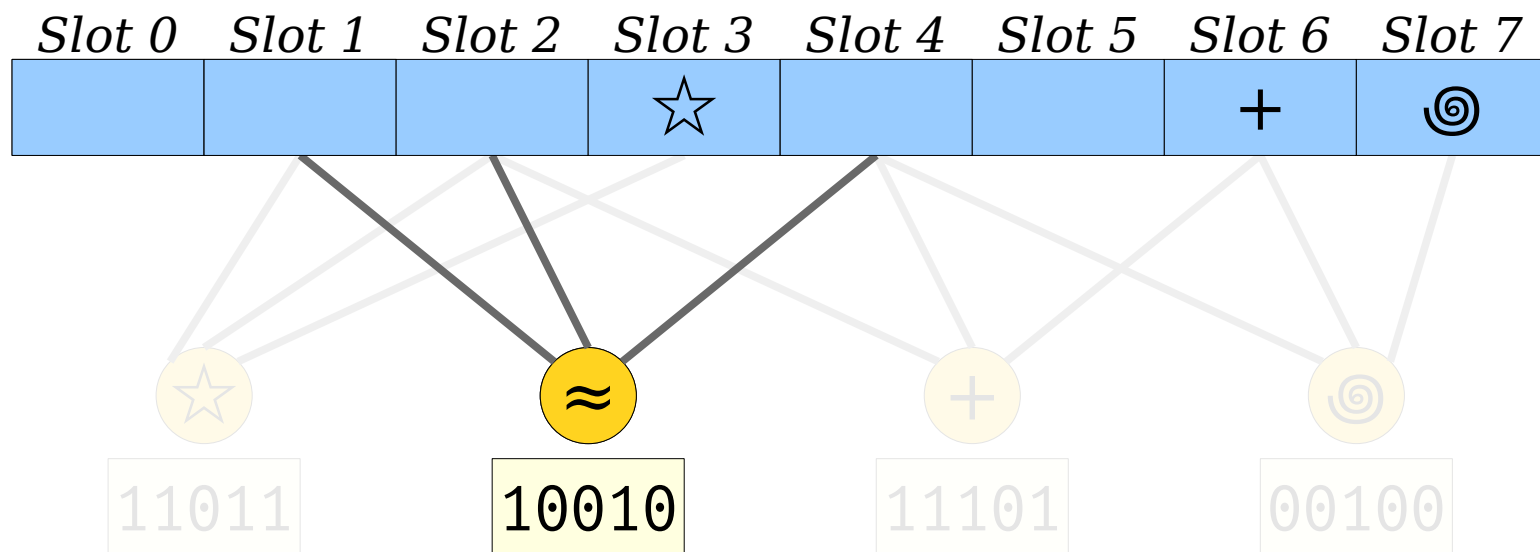 Slot 0 Slot 1 Slot 2 Slot 3 Slot 4 Slot 5 Slot 6 Slot 7
☆ + ꩜
☆ ≈ + ꩜
11011 10010 11101 00100